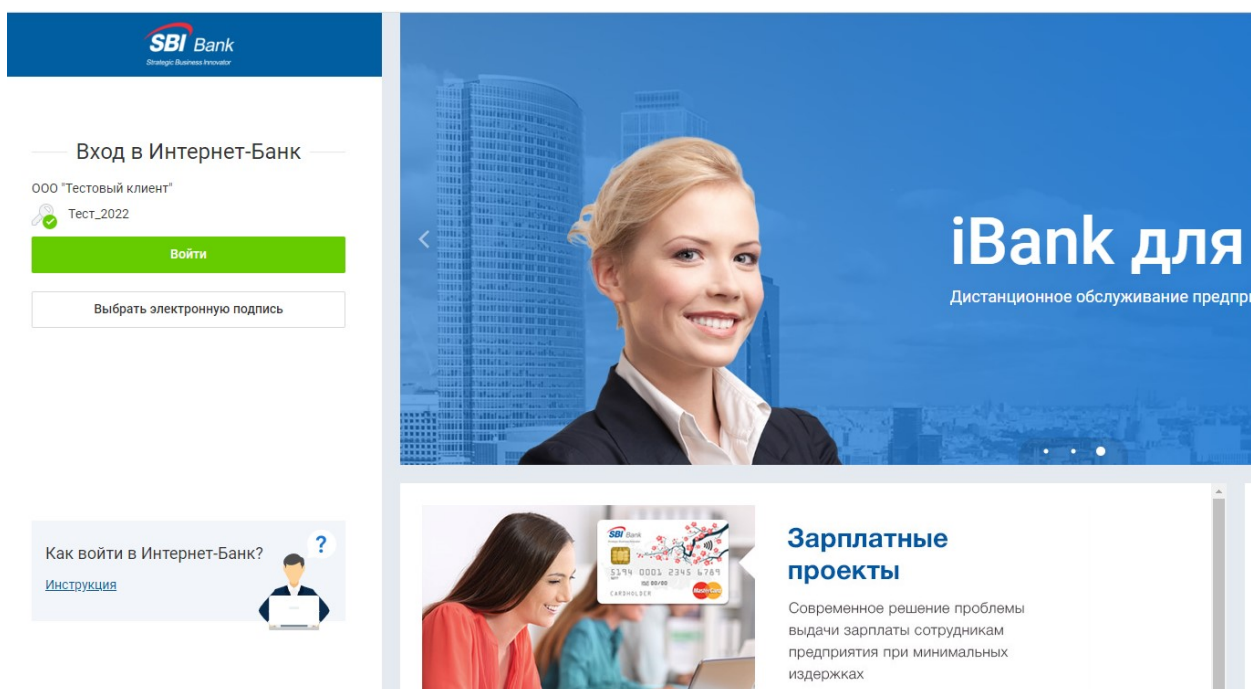 SBI Bank
Strategic Business Innovator
Вход в Интернет-Банк
ООО "Тестовый клиент"
Тест_2022
Войти
Выбрать электронную подпись
Как войти в Интернет-Банк?
?
Инструкция
iBank для
Дистанционное обслуживание предпр
SBI Bank
5194 0001 2345 6789
00/00
CARDHOLDER
MasterCard
Зарплатные
проекты
Современное решение проблемы
выдачи зарплаты сотрудникам
предприятия при минимальных
издержках